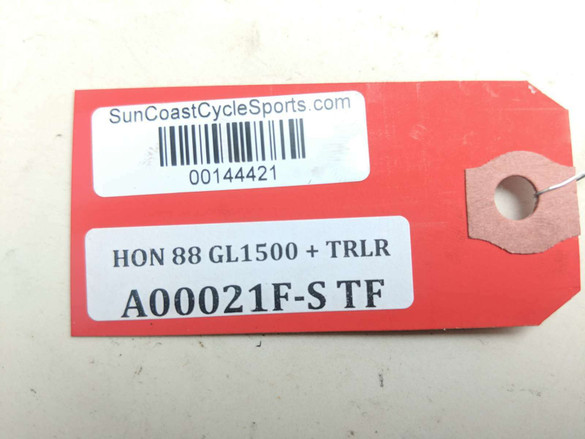 SunCoastCycleSports.com
00144421
HON 88 GL1500 + TRLR
A00021F-S TF